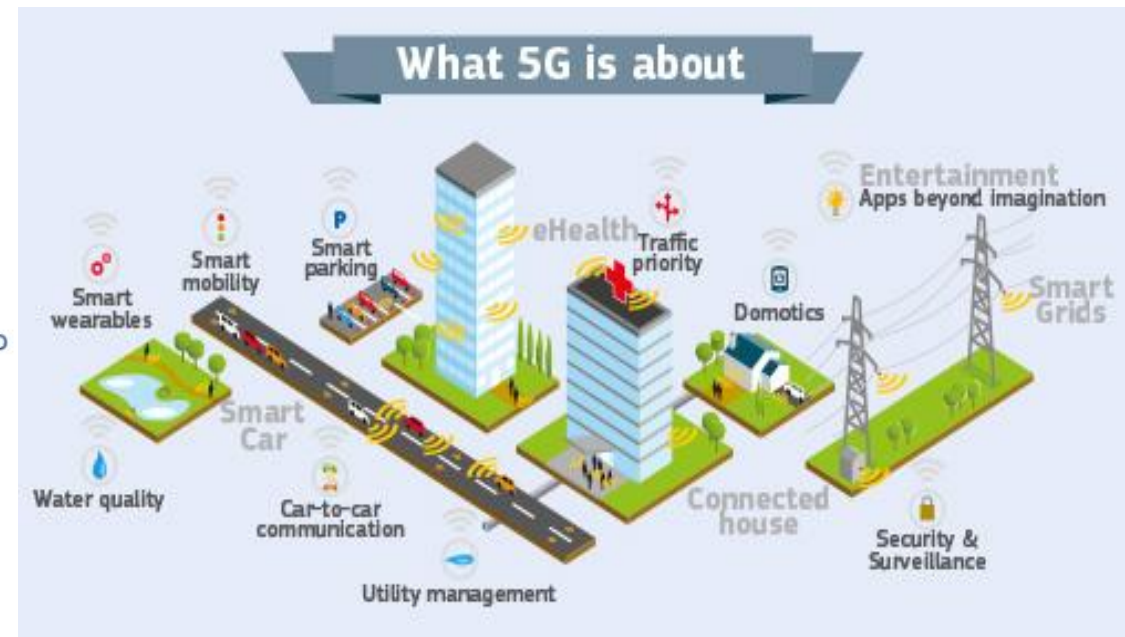 What 5G is about
Entertainment
Apps beyond imagination
eHealth
Traffic
priority
P
Smart
parking
Smart
mobility
Smart
wearables
Domotics
Smart
Grids
Smart
Car
Water quality
Car-to-car
communication
Connected
house
Security &
Surveillance
Utility management